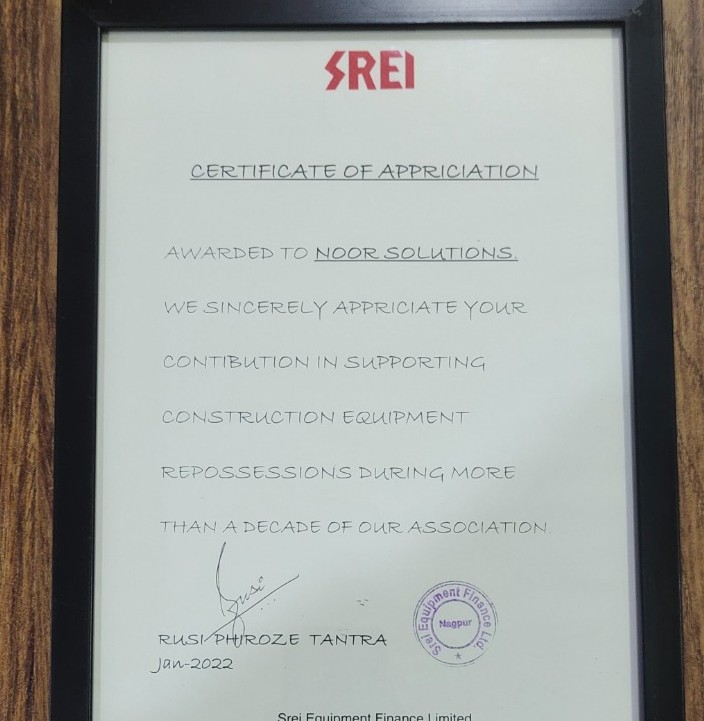 SREI
CERTIFICATE OF APPRICIATION
AWARDED TO NOOR SOLUTIONS.
WE SINCERELY APPRICIATE YOUR
CONTIBUTION IN SUPPORTING
CONSTRUCTION EQUIPMENT
REPOSSESSIONS DURING MORE
THAN A DECADE OF OUR ASSOCIATION.
Rusi
RUSI PHIROZE TANTRA
Jan-2022
Srei Equipment Finance Ltd.
Nagpur
Srei Equipment Finance Limited